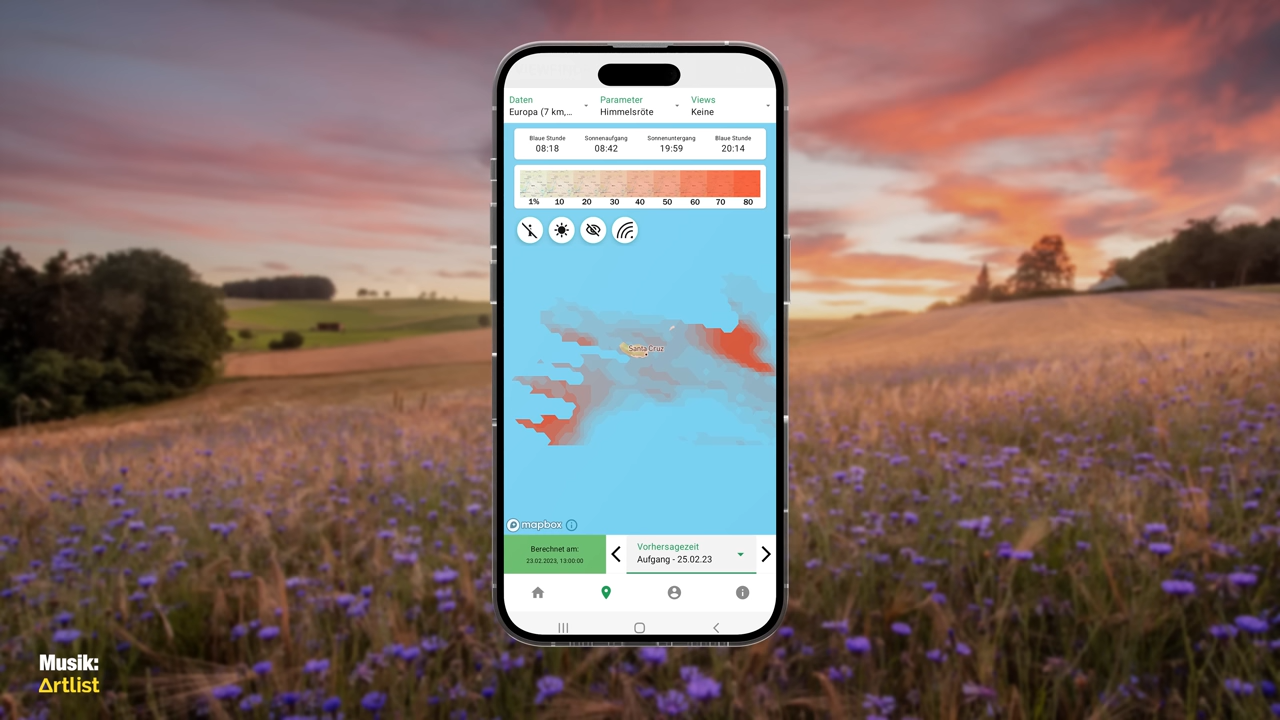 Daten
Parameter
Views
Europa (7 km,...
Himmelsröte
Keine
Blaue Stunde
Sonnenaufgang
Sonnenuntergang
Blaue Stunde
08:18
08:42
19:59
20:14
1% 10 20 30 40 50 60 70 80
Santa Cruz
mapbox
Berechnet am:
23.02.2023, 13:00:00
Vorhersagezeit
Aufgang - 25.02.23
Musik:
Artlist